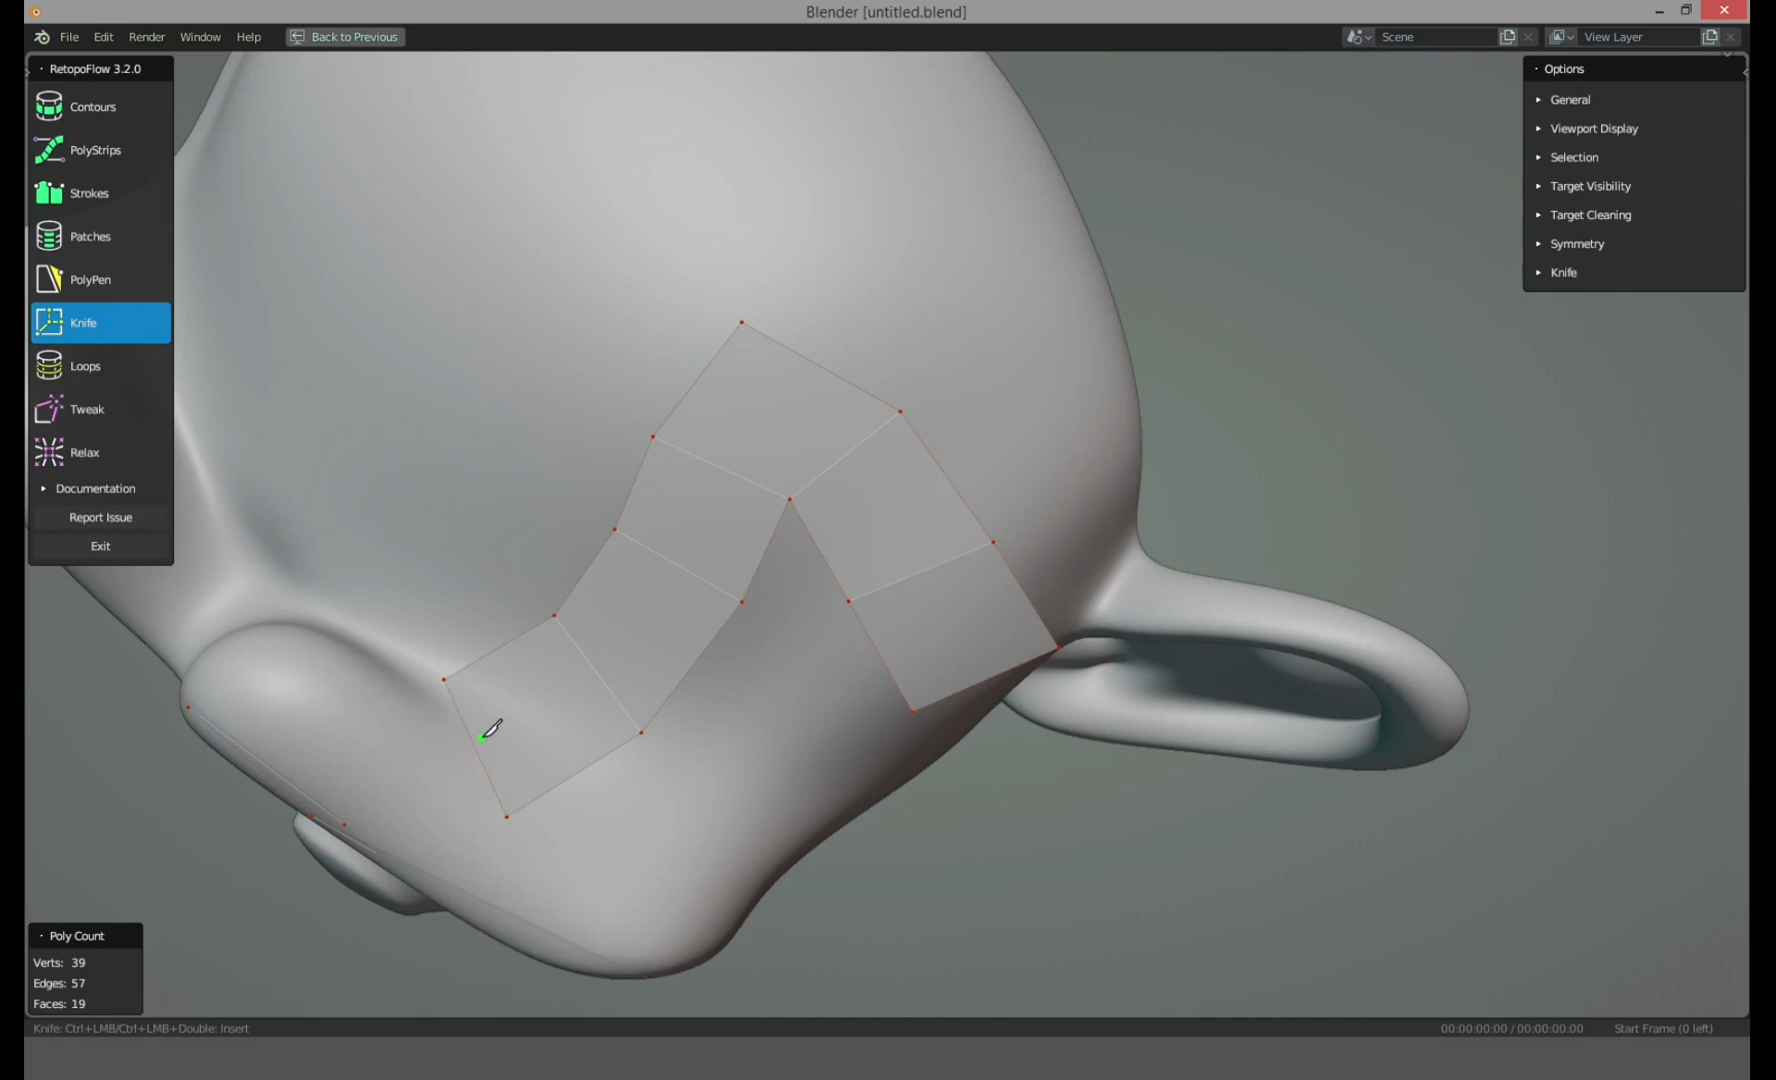 Blender [untitled.blend]
File Edit Render Window Help Back to Previous Scene View Layer
RetopoFlow 3.2.0
Contours
PolyStrips
Strokes
Patches
PolyPen
Knife
Loops
Tweak
Relax
Documentation
Report Issue
Exit
Options
General
Viewport Display
Selection
Target Visibility
Target Cleaning
Symmetry
Knife
Poly Count
Verts: 39
Edges: 57
Faces: 19
Knife: Ctrl+LMB/Ctrl+LMB+Double: Insert 00:00:00:00 / 00:00:00:00 Start Frame (0 left)